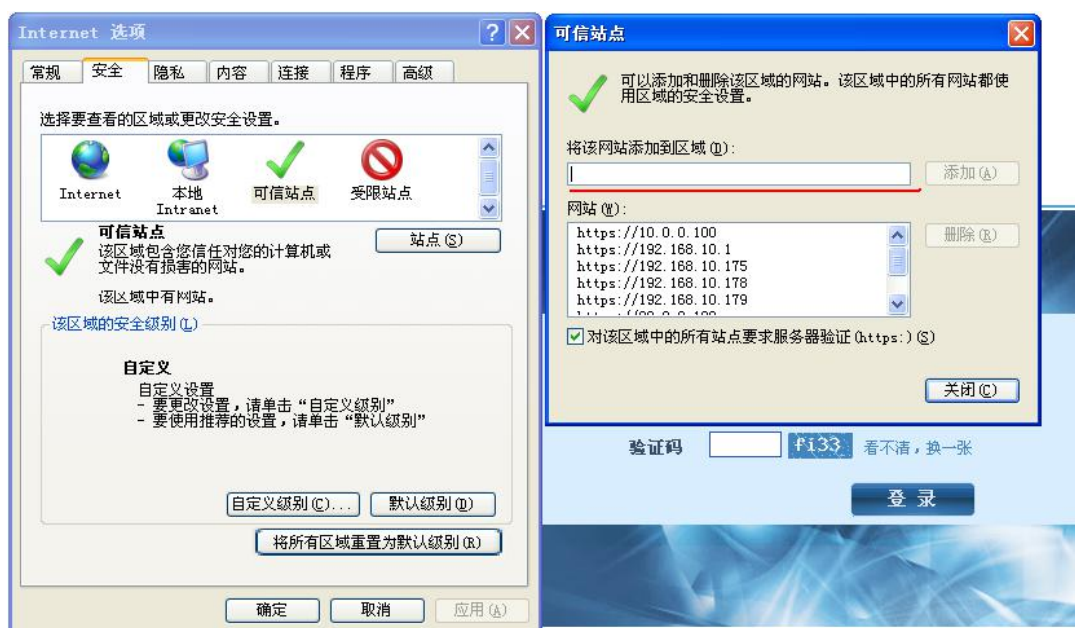 Internet 选项
常规
安全
隐私
内容
连接
程序
高级
选择要查看的区域或更改安全设置。
Internet
本地
Intranet
可信站点
受限站点
可信站点
该区域包含您信任对您的计算机或
文件没有损害的网站。
站点(S)
该区域中有网站。
该区域的安全级别(L)
自定义
自定义设置
- 要更改设置，请单击“自定义级别”
- 要使用推荐的设置，请单击“默认级别”
自定义级别(C)...
默认级别(D)
将所有区域重置为默认级别(R)
确定
取消
应用(A)
可信站点
可以添加和删除该区域的网站。该区域中的所有网站都使
用区域的安全设置。
将该网站添加到区域(D):
添加(A)
网站(W):
https://10.0.0.100
https://192.168.10.1
https://192.168.10.175
https://192.168.10.178
https://192.168.10.179
删除(R)
对该区域中的所有站点要求服务器验证(https:)(S)
关闭(C)
验证码
fi33
看不清，换一张
登 录